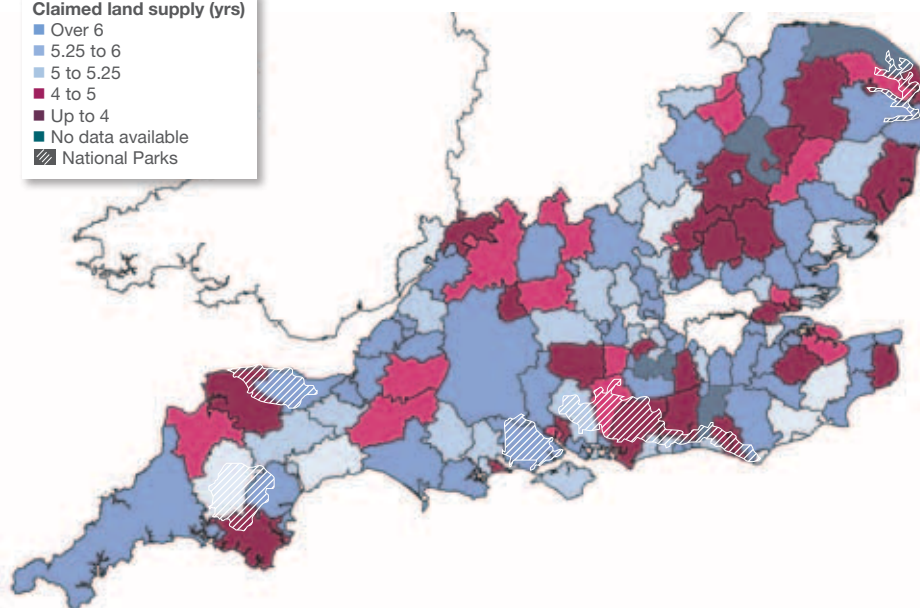 Claimed land supply (yrs)
Over 6
5.25 to 6
5 to 5.25
4 to 5
Up to 4
No data available
National Parks